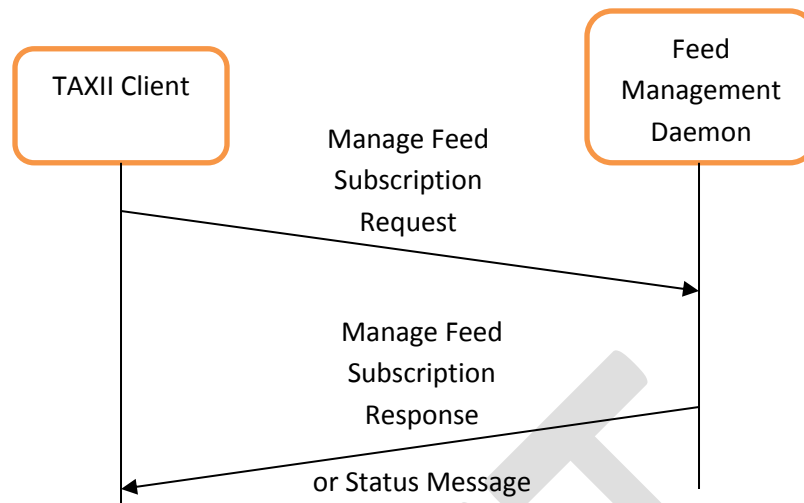 TAXII Client
Feed
Management
Daemon
Manage Feed
Subscription
Request
Manage Feed
Subscription
Response
or Status Message